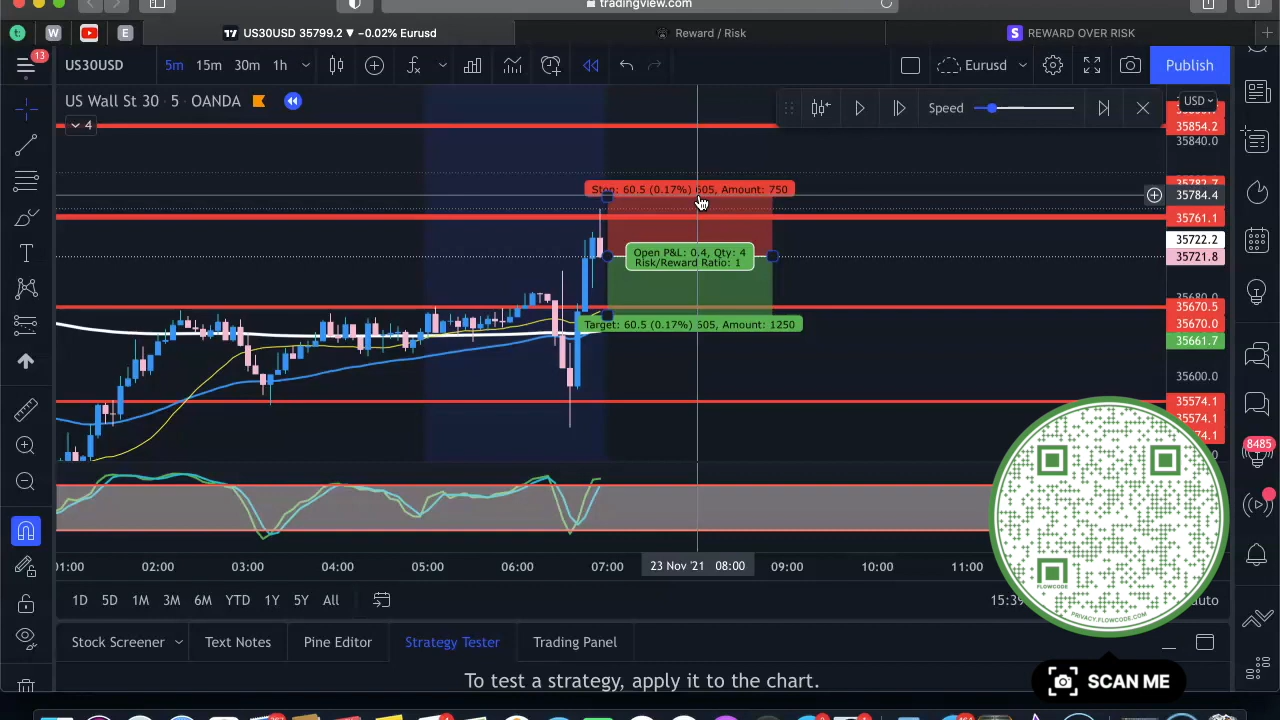 tradingview.com
US30USD 35799.2 ▼ −0.02% Eurusd
Reward / Risk
REWARD OVER RISK
t:
W
E
S
13
US30USD
5m
15m
30m
1h
Eurusd
Publish
US Wall St 30 · 5 · OANDA
4
Speed
USD
35854.2
35840.0
35784.4
35761.1
35722.2
35721.8
35670.5
35670.0
35661.7
35600.0
35574.1
35574.1
Stop: 60.5 (0.17%) 605, Amount: 750
Open P&L: 0.4, Qty: 4
Risk/Reward Ratio: 1
Target: 60.5 (0.17%) 605, Amount: 1250
8485
01:00
02:00
03:00
04:00
05:00
06:00
07:00
23 Nov '21 08:00
09:00
10:00
11:00
1D
5D
1M
3M
6M
YTD
1Y
5Y
All
15:39
auto
FLOWCODE
PRIVACY.FLOWCODE.COM
Stock Screener
Text Notes
Pine Editor
Strategy Tester
Trading Panel
To test a strategy, apply it to the chart.
SCAN ME